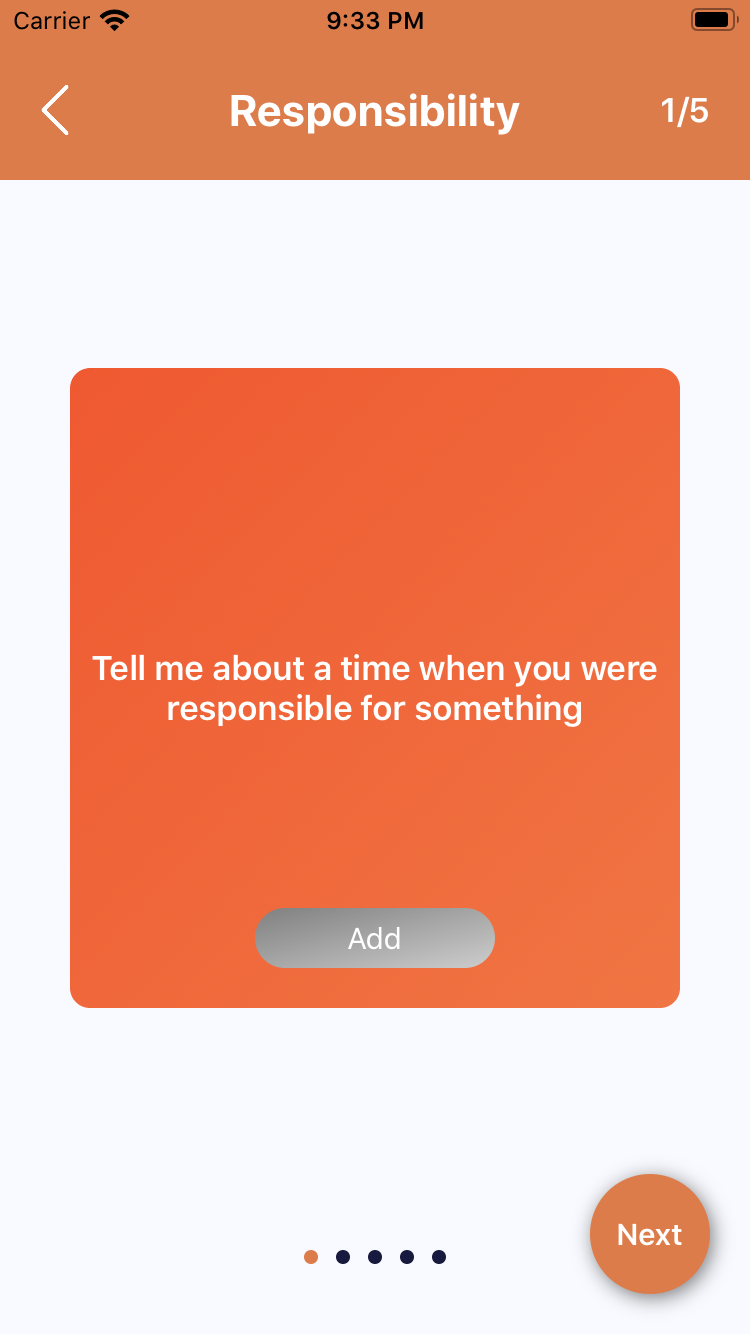 Carrier 9:33 PM
Responsibility 1/5
Tell me about a time when you were
responsible for something
Add
Next